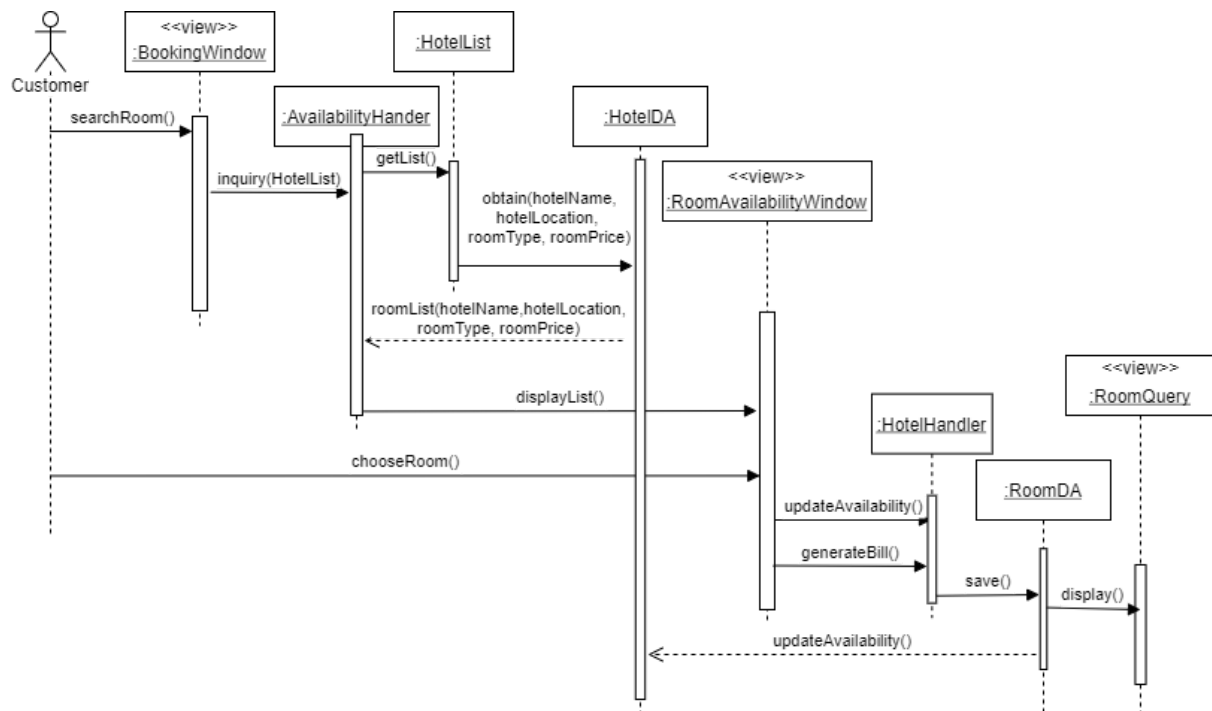 <<view>>
:BookingWindow
:HotelList
Customer
:AvailabilityHander
:HotelDA
searchRoom()
getList()
inquiry(HotelList)
<<view>>
:RoomAvailabilityWindow
obtain(hotelName,
hotelLocation,
roomType, roomPrice)
roomList(hotelName,hotelLocation,
roomType, roomPrice)
<<view>>
:RoomQuery
displayList()
:HotelHandler
chooseRoom()
:RoomDA
updateAvailability()
generateBill()
save()
display()
updateAvailability()